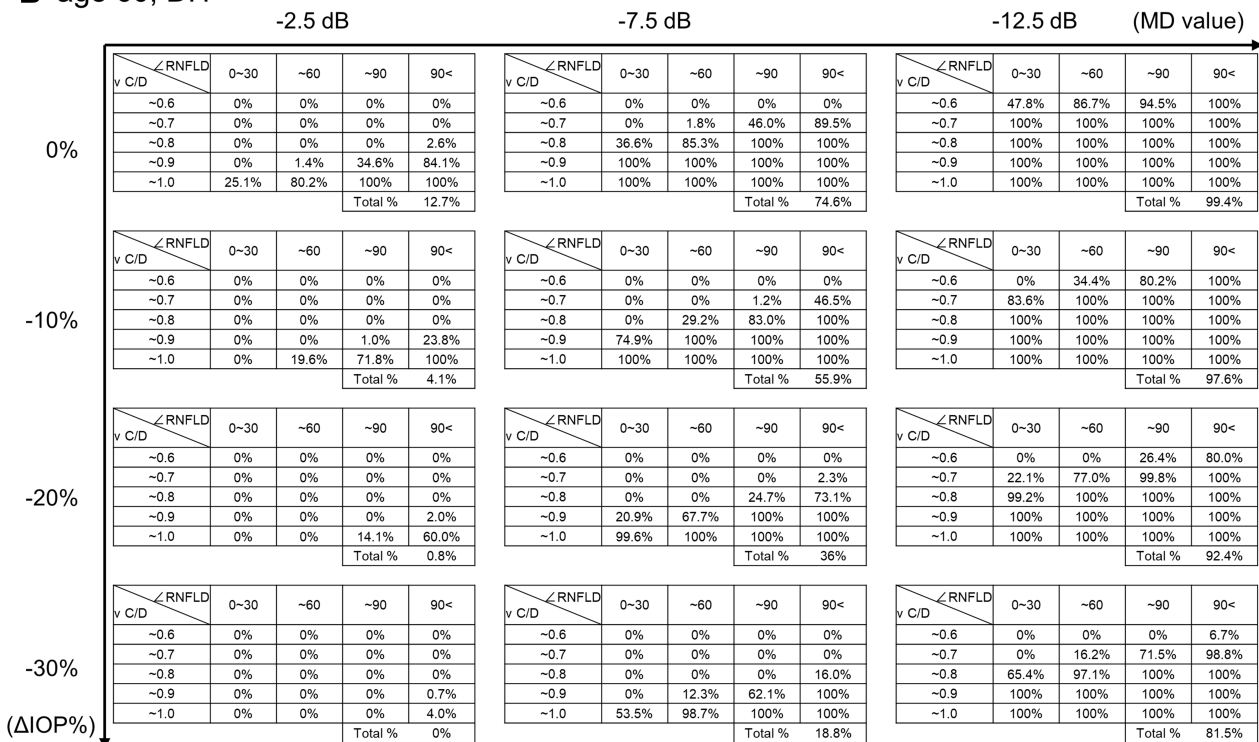 -2.5 dB -7.5 dB -12.5 dB (MD value)
0%
∠RNFLD v C/D 0~30 ~60 ~90 90<
~0.6 0% 0% 0% 0%
~0.7 0% 0% 0% 0%
~0.8 0% 0% 0% 2.6%
~0.9 0% 1.4% 34.6% 84.1%
~1.0 25.1% 80.2% 100% 100%
Total % 12.7%
∠RNFLD v C/D 0~30 ~60 ~90 90<
~0.6 0% 0% 0% 0%
~0.7 0% 1.8% 46.0% 89.5%
~0.8 36.6% 85.3% 100% 100%
~0.9 100% 100% 100% 100%
~1.0 100% 100% 100% 100%
Total % 74.6%
∠RNFLD v C/D 0~30 ~60 ~90 90<
~0.6 47.8% 86.7% 94.5% 100%
~0.7 100% 100% 100% 100%
~0.8 100% 100% 100% 100%
~0.9 100% 100% 100% 100%
~1.0 100% 100% 100% 100%
Total % 99.4%
-10%
∠RNFLD v C/D 0~30 ~60 ~90 90<
~0.6 0% 0% 0% 0%
~0.7 0% 0% 0% 0%
~0.8 0% 0% 0% 0%
~0.9 0% 0% 1.0% 23.8%
~1.0 0% 19.6% 71.8% 100%
Total % 4.1%
∠RNFLD v C/D 0~30 ~60 ~90 90<
~0.6 0% 0% 0% 0%
~0.7 0% 0% 1.2% 46.5%
~0.8 0% 29.2% 83.0% 100%
~0.9 74.9% 100% 100% 100%
~1.0 100% 100% 100% 100%
Total % 55.9%
∠RNFLD v C/D 0~30 ~60 ~90 90<
~0.6 0% 34.4% 80.2% 100%
~0.7 83.6% 100% 100% 100%
~0.8 100% 100% 100% 100%
~0.9 100% 100% 100% 100%
~1.0 100% 100% 100% 100%
Total % 97.6%
-20%
∠RNFLD v C/D 0~30 ~60 ~90 90<
~0.6 0% 0% 0% 0%
~0.7 0% 0% 0% 0%
~0.8 0% 0% 0% 0%
~0.9 0% 0% 0% 2.0%
~1.0 0% 0% 14.1% 60.0%
Total % 0.8%
∠RNFLD v C/D 0~30 ~60 ~90 90<
~0.6 0% 0% 0% 0%
~0.7 0% 0% 0% 2.3%
~0.8 0% 0% 24.7% 73.1%
~0.9 20.9% 67.7% 100% 100%
~1.0 99.6% 100% 100% 100%
Total % 36%
∠RNFLD v C/D 0~30 ~60 ~90 90<
~0.6 0% 0% 26.4% 80.0%
~0.7 22.1% 77.0% 99.8% 100%
~0.8 99.2% 100% 100% 100%
~0.9 100% 100% 100% 100%
~1.0 100% 100% 100% 100%
Total % 92.4%
-30%
∠RNFLD v C/D 0~30 ~60 ~90 90<
~0.6 0% 0% 0% 0%
~0.7 0% 0% 0% 0%
~0.8 0% 0% 0% 0%
~0.9 0% 0% 0% 0.7%
~1.0 0% 0% 0% 4.0%
Total % 0%
∠RNFLD v C/D 0~30 ~60 ~90 90<
~0.6 0% 0% 0% 0%
~0.7 0% 0% 0% 0%
~0.8 0% 0% 0% 16.0%
~0.9 0% 12.3% 62.1% 100%
~1.0 53.5% 98.7% 100% 100%
Total % 18.8%
∠RNFLD v C/D 0~30 ~60 ~90 90<
~0.6 0% 0% 0% 6.7%
~0.7 0% 16.2% 71.5% 98.8%
~0.8 65.4% 97.1% 100% 100%
~0.9 100% 100% 100% 100%
~1.0 100% 100% 100% 100%
Total % 81.5%
(ΔIOP%)